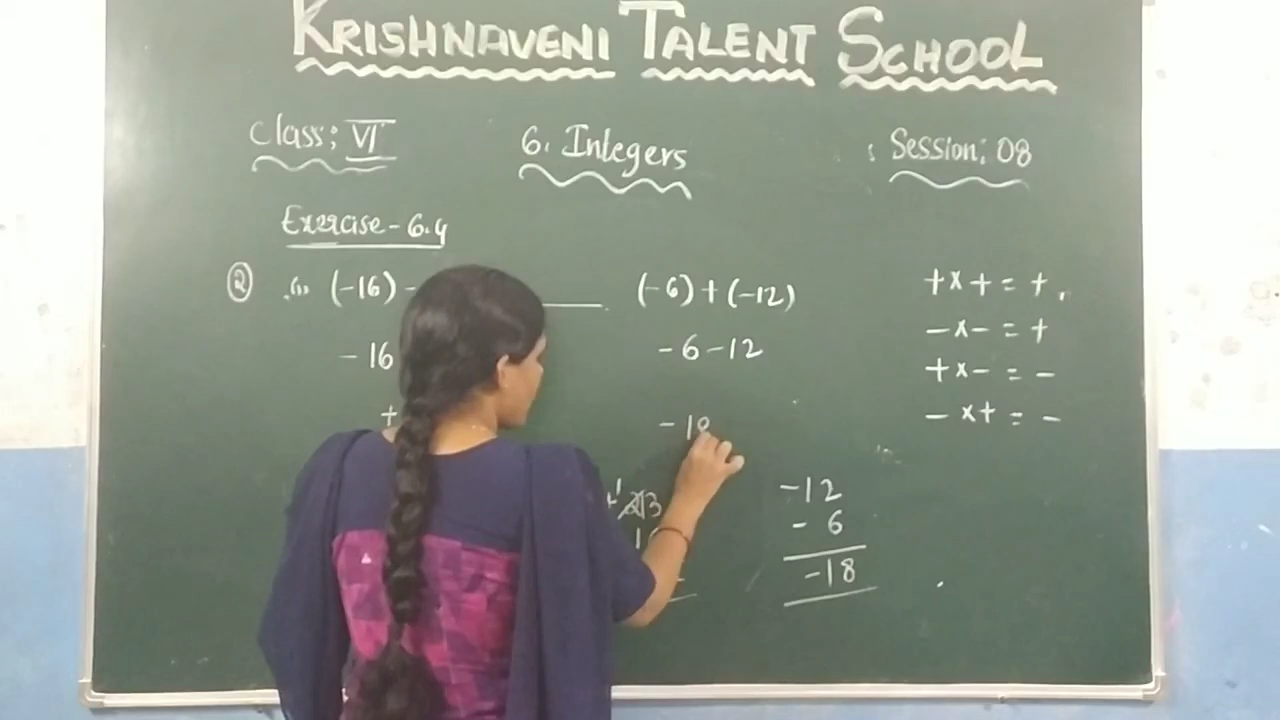 KRISHNAVENI TALENT SCHOOL
Class: VI 6. Integers Session: 08
Exercise - 6.4
② (-16) - ______ (-6) + (-12)
- 16 - 6 - 12
+ - 18
+ × + = +
- × - = +
+ × - = -
- × + = -
- 12
- 6
- 18